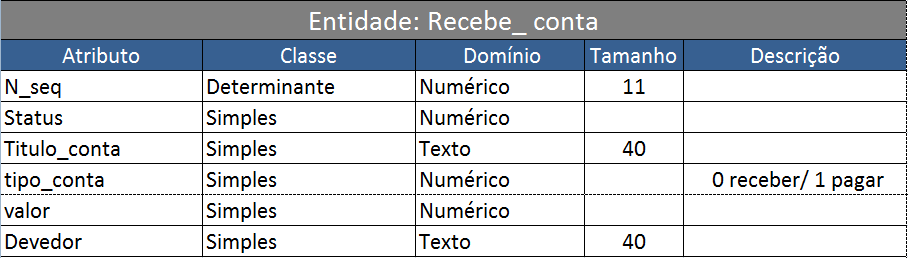 Entidade: Recebe_ conta
Atributo Classe Domínio Tamanho Descrição
N_seq Determinante Numérico 11
Status Simples Numérico
Titulo_conta Simples Texto 40
tipo_conta Simples Numérico 0 receber/ 1 pagar
valor Simples Numérico
Devedor Simples Texto 40